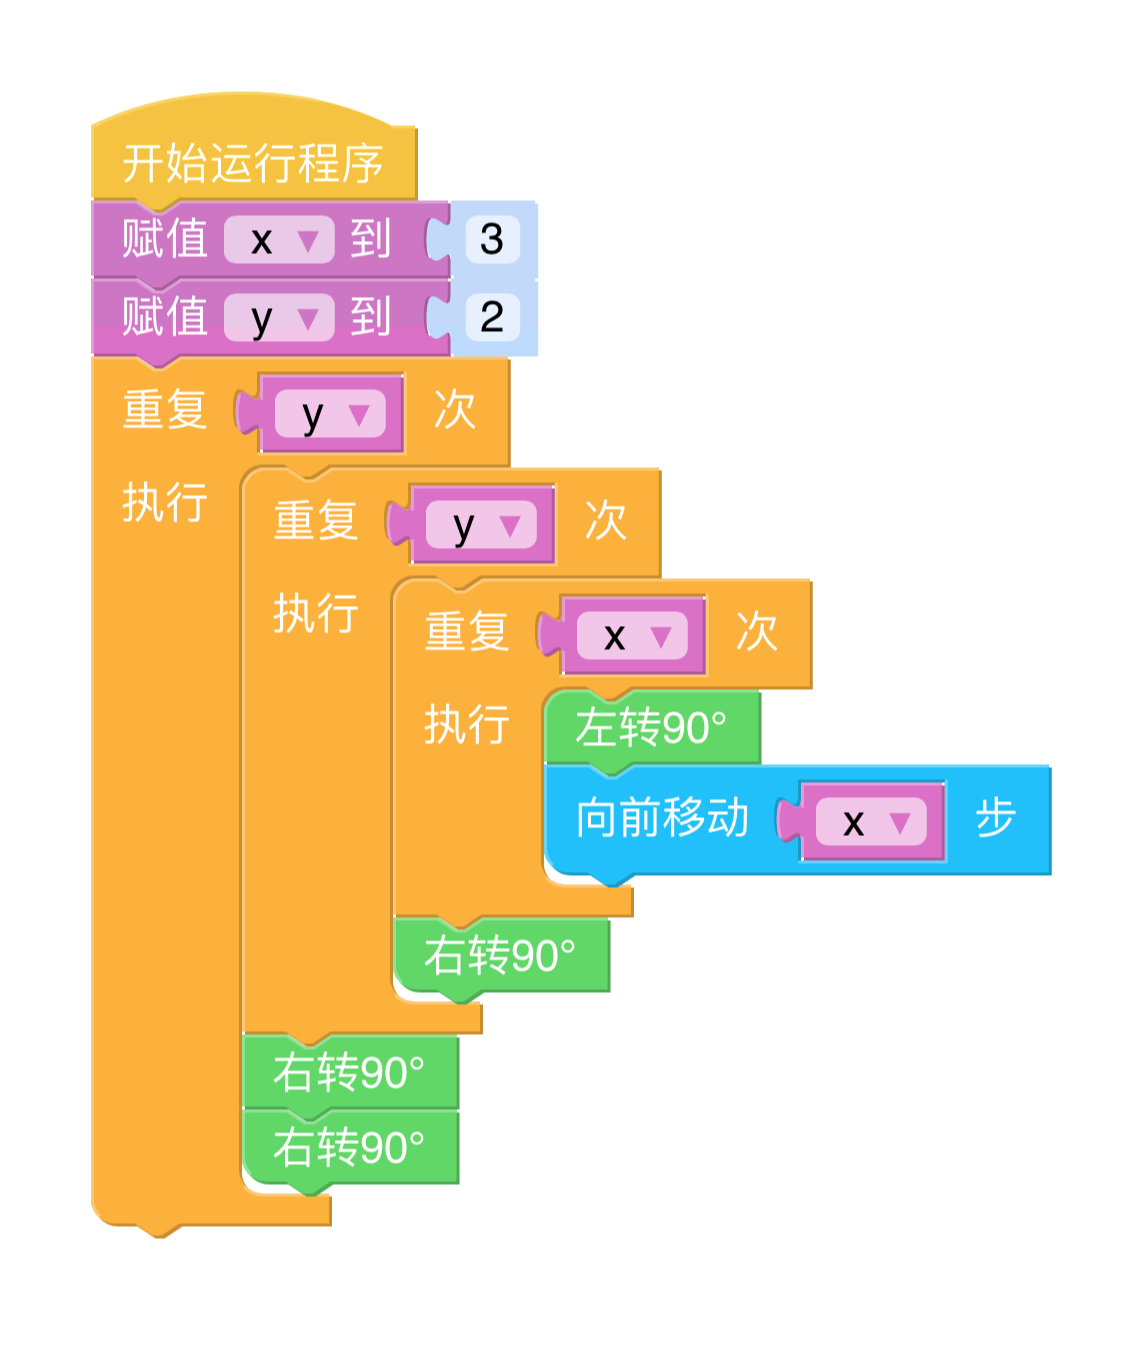 开始运行程序
赋值 x ▼ 到 3
赋值 y ▼ 到 2
重复 y ▼ 次
执行
重复 y ▼ 次
执行
重复 x ▼ 次
执行
左转90°
向前移动 x ▼ 步
右转90°
右转90°
右转90°